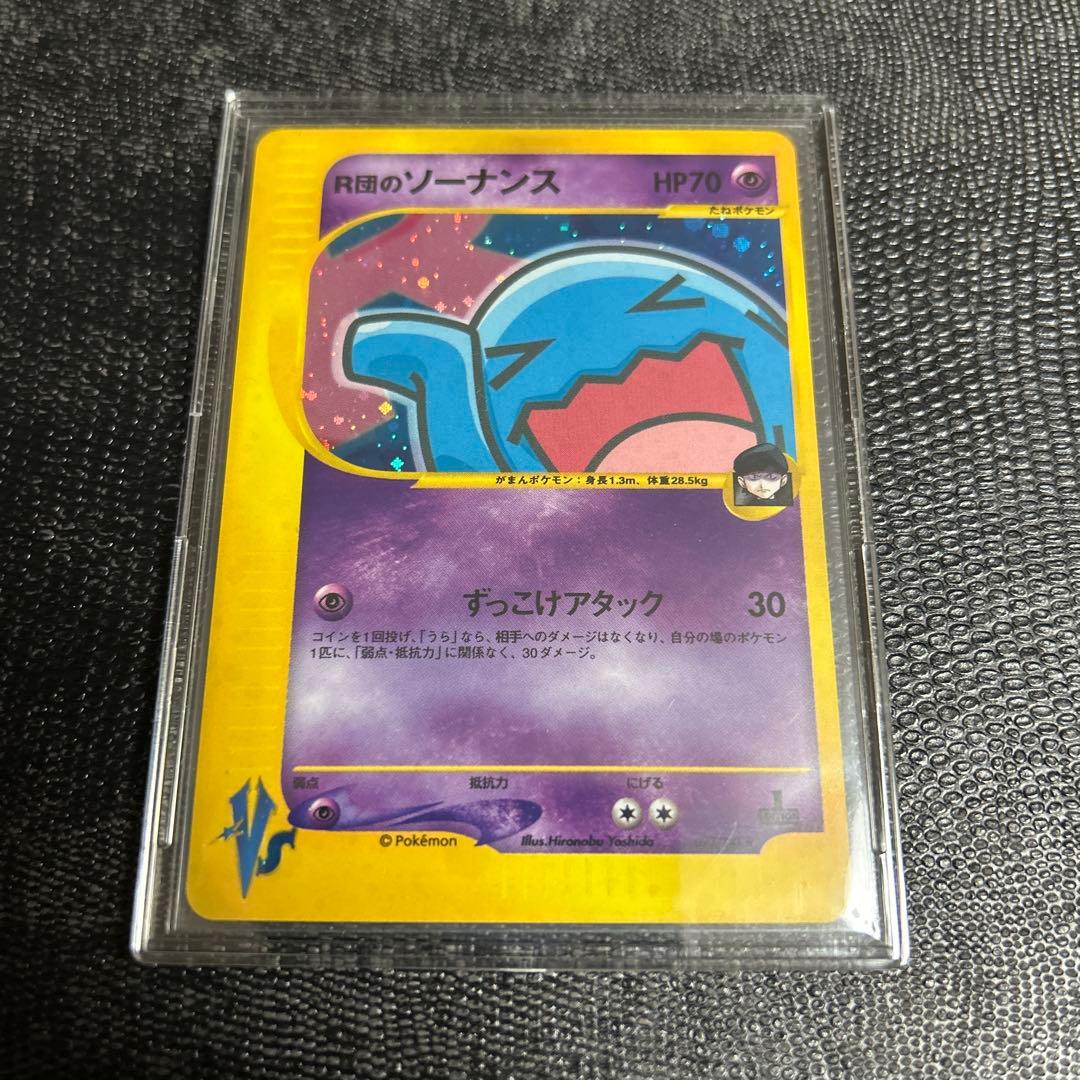 R団のソーナンス HP70
たねポケモン
がまんポケモン：身長1.3m、体重28.5kg
ずっこけアタック 30
コインを1回投げ、「うら」なら、相手へのダメージはなくなり、自分の場のポケモン
1匹に、「弱点・抵抗力」に関係なく、30ダメージ。
弱点 抵抗力 にげる
1
EDITION
©Pokémon Illus.Hironobu Yoshida
VS